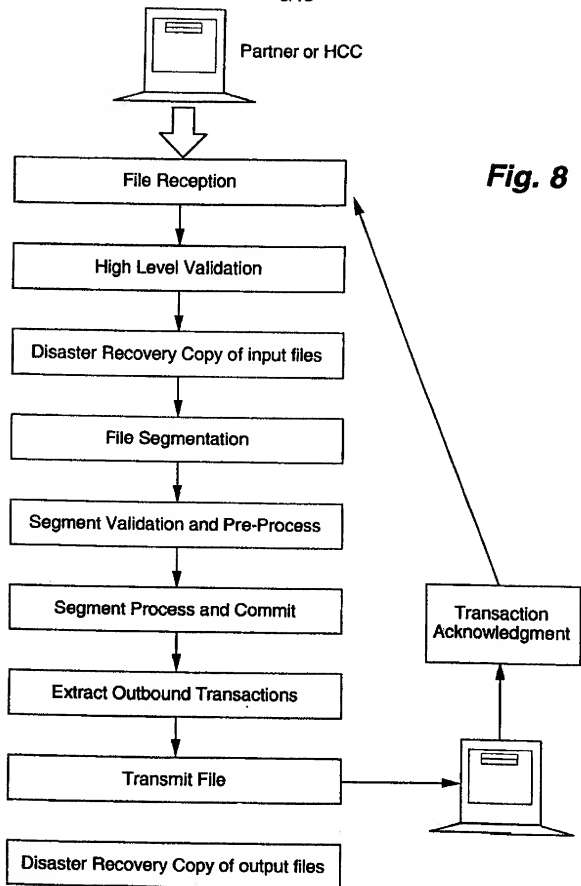 Partner or HCC
Fig. 8
File Reception
High Level Validation
Disaster Recovery Copy of input files
File Segmentation
Segment Validation and Pre-Process
Segment Process and Commit
Transaction
Acknowledgment
Extract Outbound Transactions
Transmit File
Disaster Recovery Copy of output files